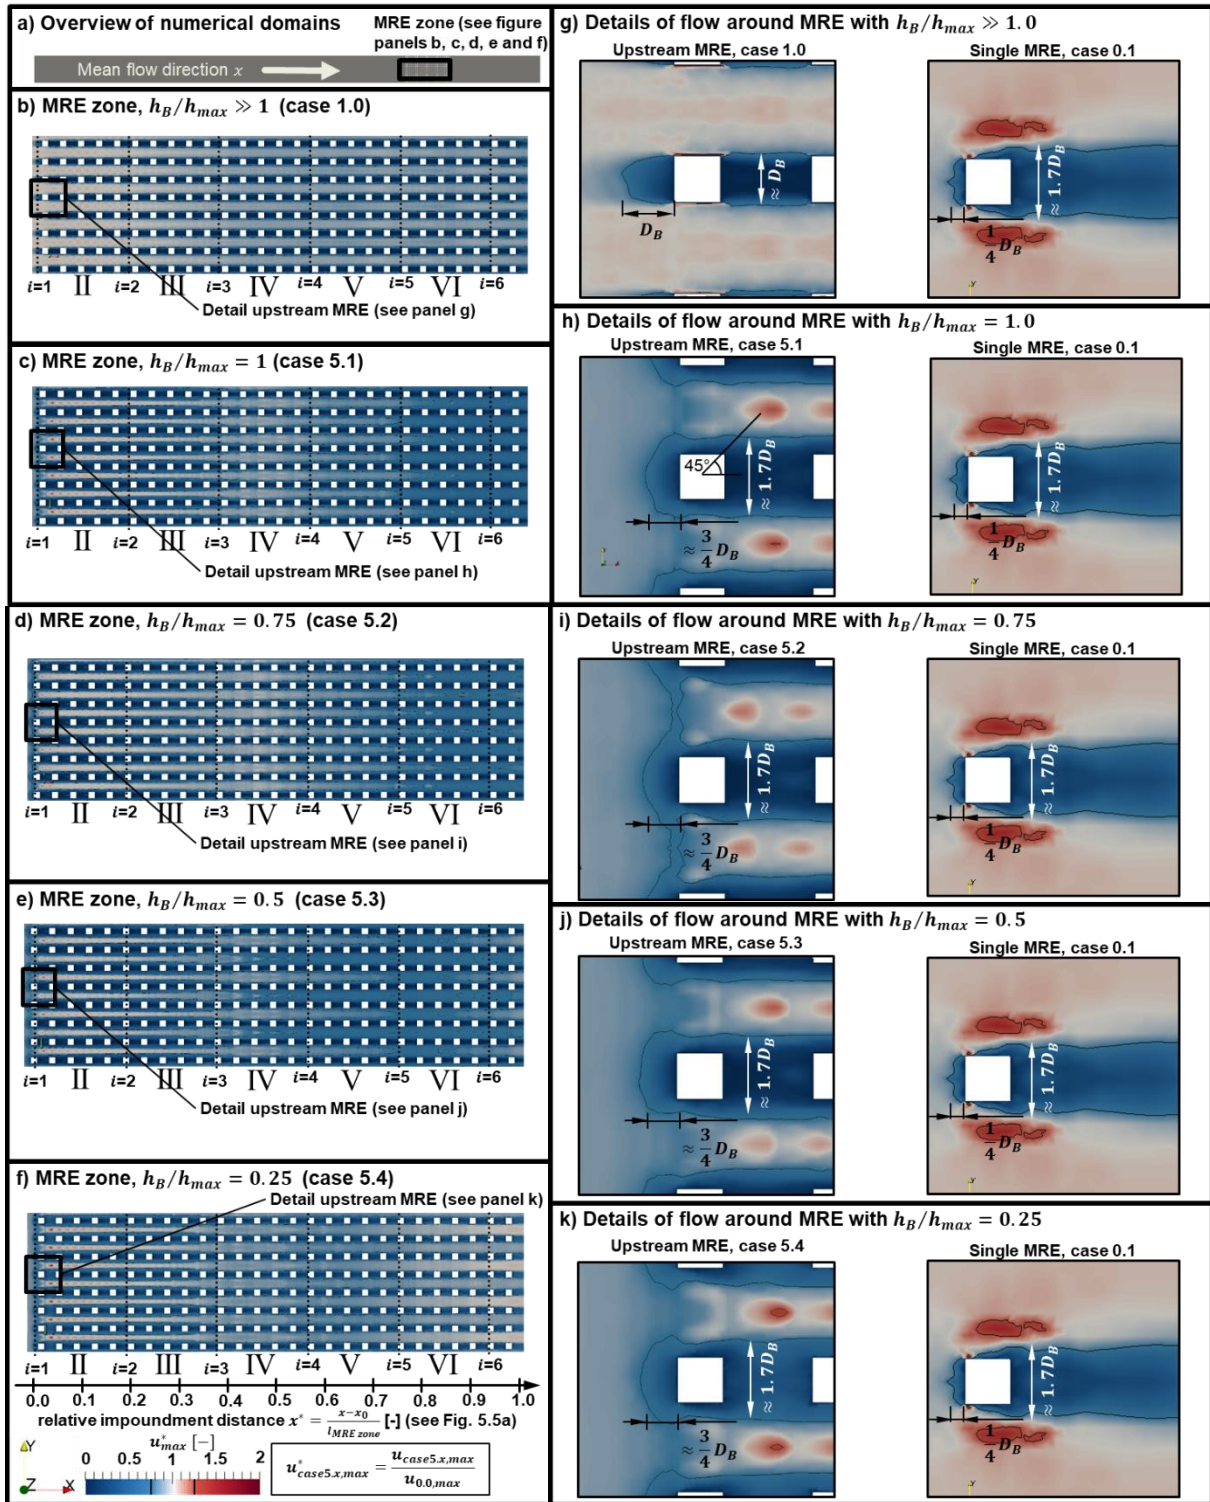 a) Overview of numerical domains
MRE zone (see figure
panels b, c, d, e and f)
Mean flow direction x
b) MRE zone, h_B/h_max ≫ 1 (case 1.0)
i=1 II i=2 III i=3 IV i=4 V i=5 VI i=6
Detail upstream MRE (see panel g)
c) MRE zone, h_B/h_max = 1 (case 5.1)
i=1 II i=2 III i=3 IV i=4 V i=5 VI i=6
Detail upstream MRE (see panel h)
d) MRE zone, h_B/h_max = 0.75 (case 5.2)
i=1 II i=2 III i=3 IV i=4 V i=5 VI i=6
Detail upstream MRE (see panel i)
e) MRE zone, h_B/h_max = 0.5 (case 5.3)
i=1 II i=2 III i=3 IV i=4 V i=5 VI i=6
Detail upstream MRE (see panel j)
f) MRE zone, h_B/h_max = 0.25 (case 5.4)
Detail upstream MRE (see panel k)
i=1 II i=2 III i=3 IV i=4 V i=5 VI i=6
0.0 0.1 0.2 0.3 0.4 0.5 0.6 0.7 0.8 0.9 1.0
relative impoundment distance x* = (x−x_0)/l_MRE zone [-] (see Fig. 5.5a)
Y
Z X
u*_max [−]
0 0.5 1 1.5 2
u*_case5.x,max = u_case5.x,max / u_0.0,max
g) Details of flow around MRE with h_B/h_max ≫ 1.0
Upstream MRE, case 1.0
Single MRE, case 0.1
≈ D_B
D_B
≈ 1.7D_B
1/4 D_B
Y
h) Details of flow around MRE with h_B/h_max = 1.0
Upstream MRE, case 5.1
Single MRE, case 0.1
45°
≈ 1.7D_B
≈ 3/4 D_B
≈ 1.7D_B
1/4 D_B
Y
i) Details of flow around MRE with h_B/h_max = 0.75
Upstream MRE, case 5.2
Single MRE, case 0.1
≈ 1.7D_B
≈ 3/4 D_B
≈ 1.7D_B
1/4 D_B
Y
j) Details of flow around MRE with h_B/h_max = 0.5
Upstream MRE, case 5.3
Single MRE, case 0.1
≈ 1.7D_B
≈ 3/4 D_B
≈ 1.7D_B
1/4 D_B
Y
k) Details of flow around MRE with h_B/h_max = 0.25
Upstream MRE, case 5.4
Single MRE, case 0.1
≈ 1.7D_B
≈ 3/4 D_B
≈ 1.7D_B
1/4 D_B
Y